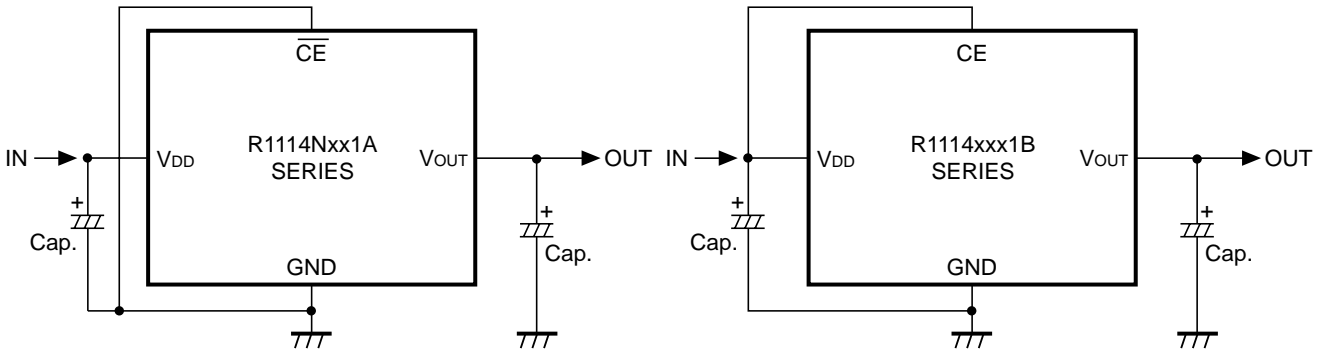 C̅E̅
R1114Nxx1A
SERIES
IN
VDD
VOUT
OUT
+
Cap.
+
Cap.
GND
CE
R1114xxx1B
SERIES
IN
VDD
VOUT
OUT
+
Cap.
+
Cap.
GND